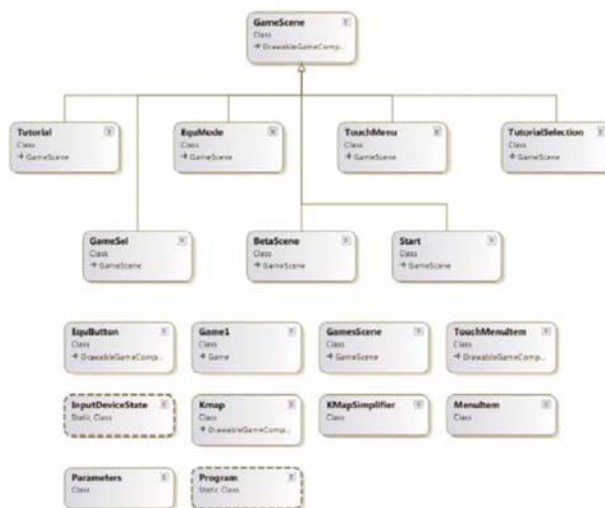 GameScene
Class
DrawableGameComp...
Tutorial
Class
GameScene
EquMode
Class
GameScene
TouchMenu
Class
GameScene
TutorialSelection
Class
GameScene
GameSel
Class
GameScene
BetaScene
Class
GameScene
Start
Class
GameScene
EquButton
Class
DrawableGameCompa...
Game1
Class
Game
GamesScene
Class
GameScene
TouchMenuItem
Class
DrawableGameComp...
InputDeviceState
Static Class
Kmap
Class
DrawableGameComp...
KMapSimplifier
Class
MenuItem
Class
Parameters
Class
Program
Static Class